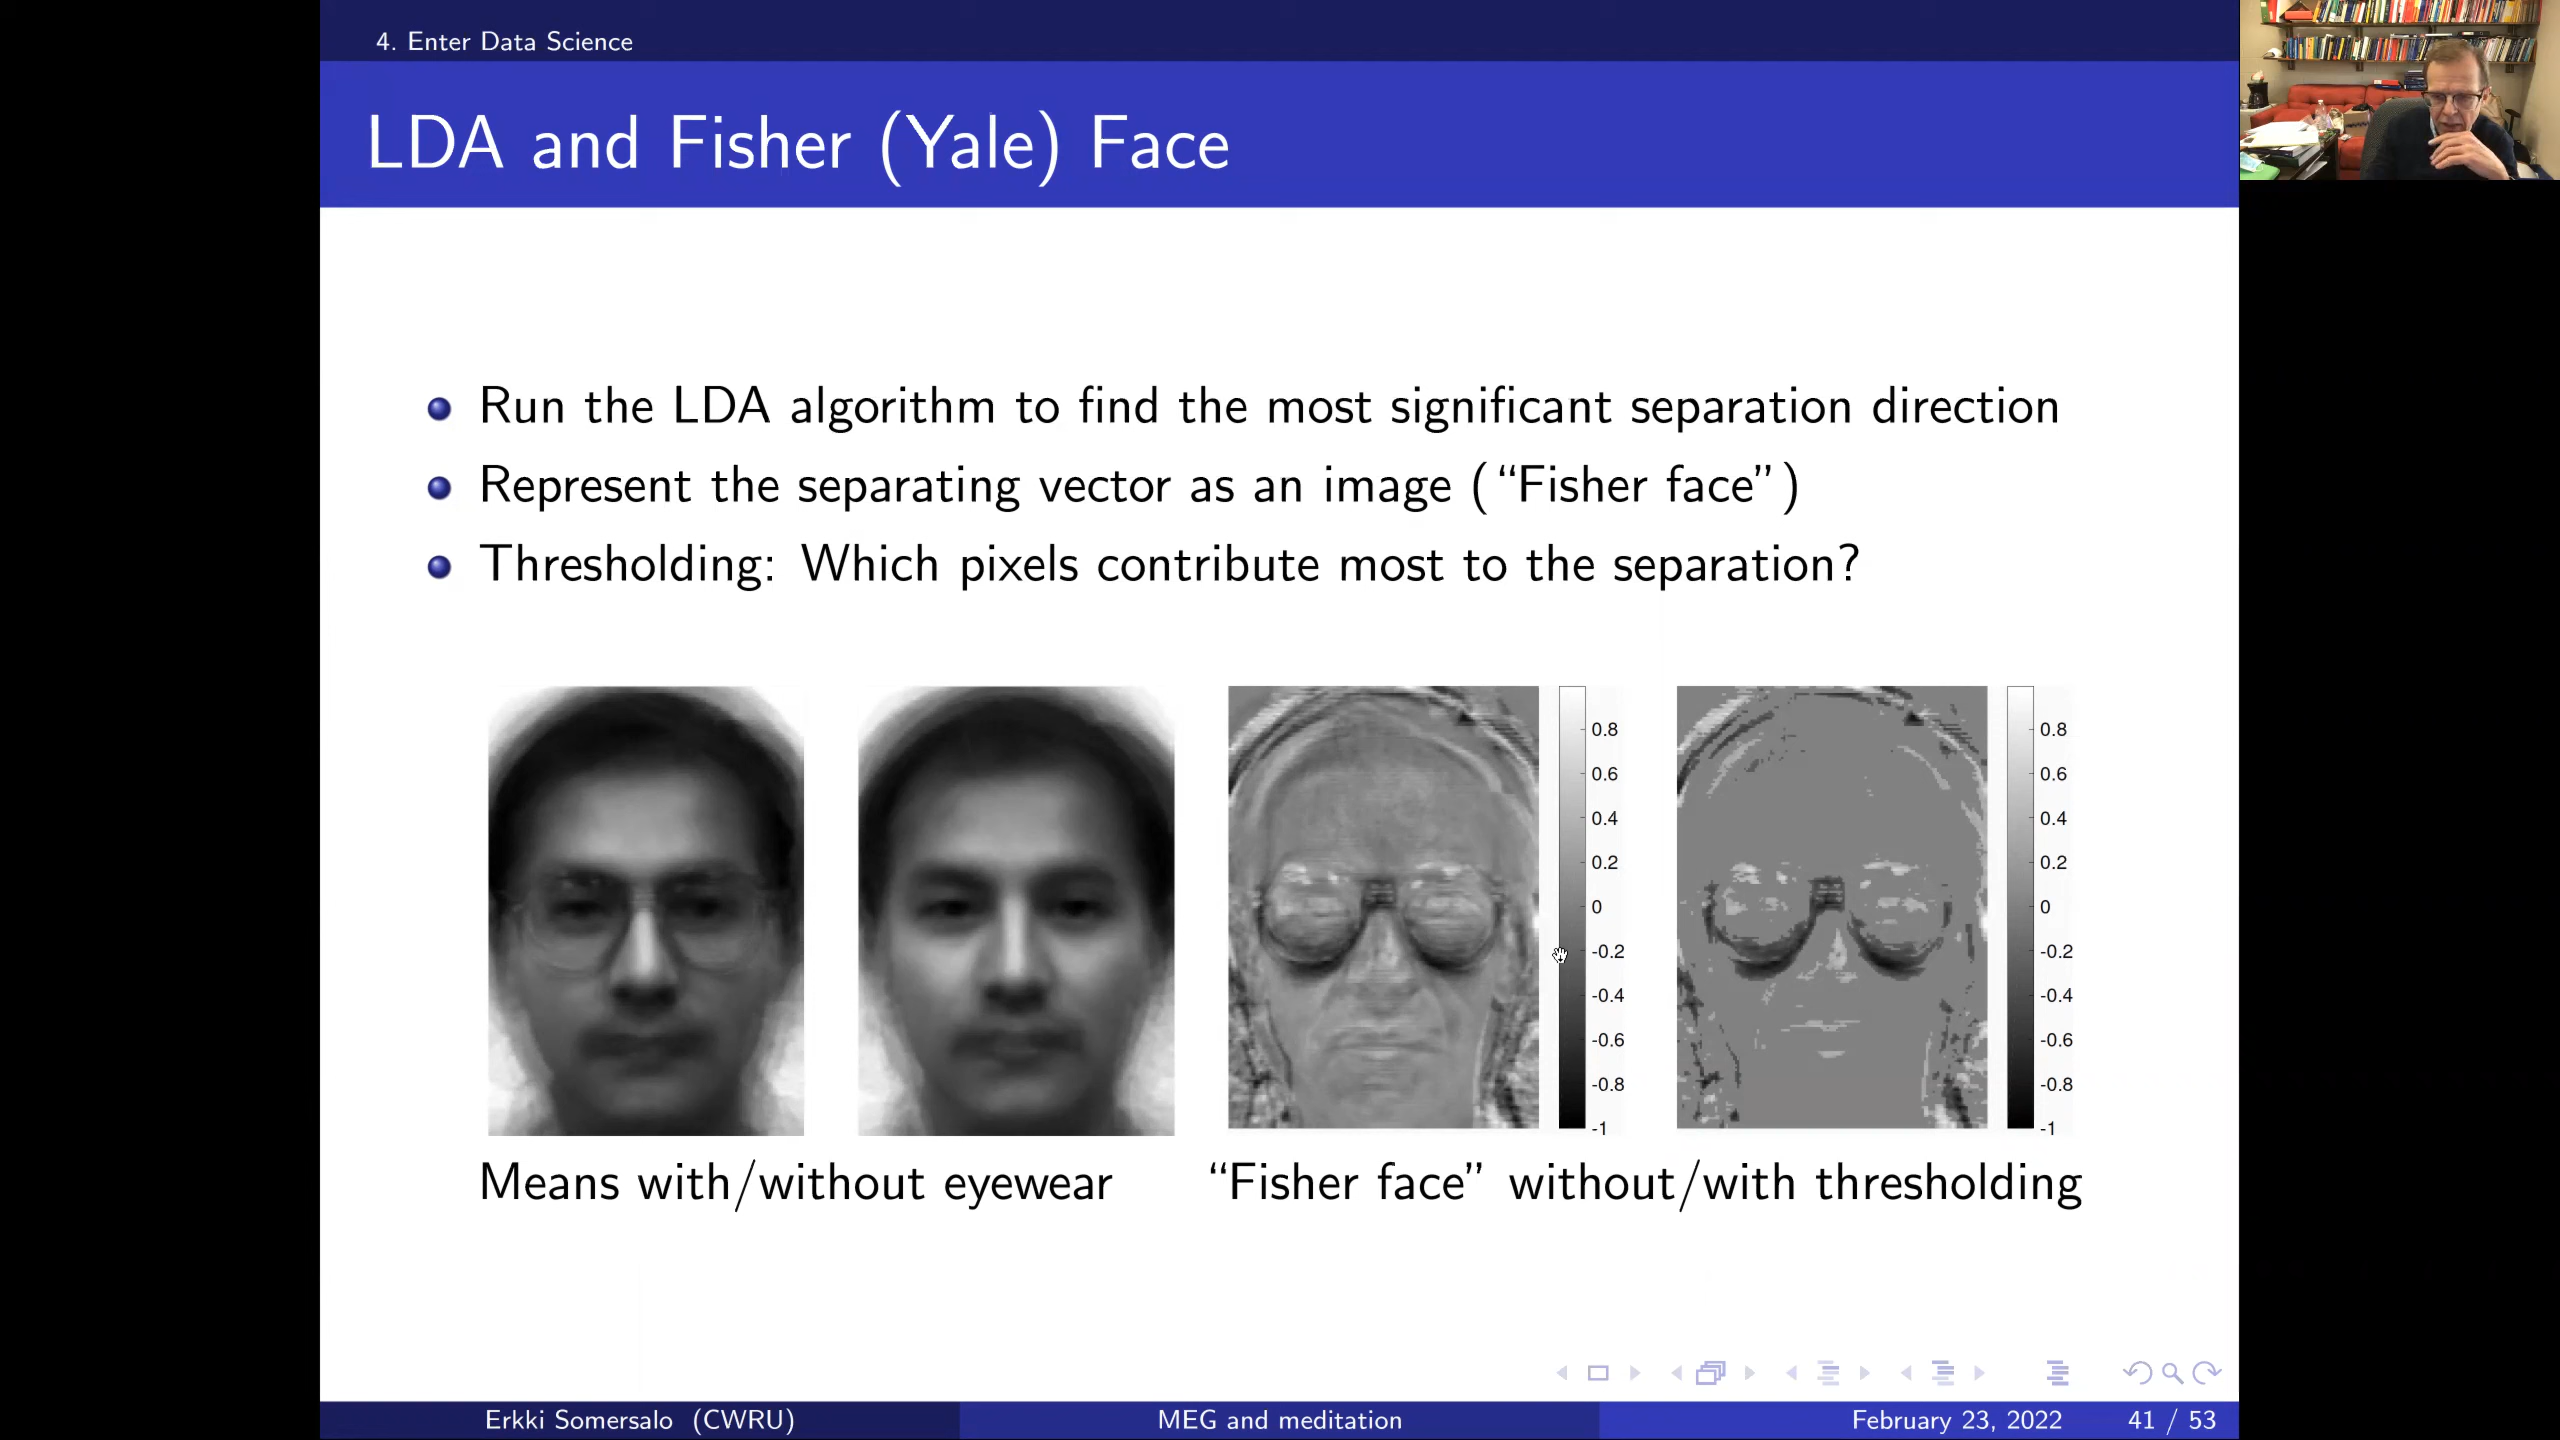 4. Enter Data Science
LDA and Fisher (Yale) Face
Run the LDA algorithm to find the most significant separation direction
Represent the separating vector as an image (“Fisher face”)
Thresholding: Which pixels contribute most to the separation?
0.8
0.6
0.4
0.2
0
-0.2
-0.4
-0.6
-0.8
-1
0.8
0.6
0.4
0.2
0
-0.2
-0.4
-0.6
-0.8
-1
Means with/without eyewear
“Fisher face” without/with thresholding
Erkki Somersalo (CWRU)
MEG and meditation
February 23, 2022
41 / 53